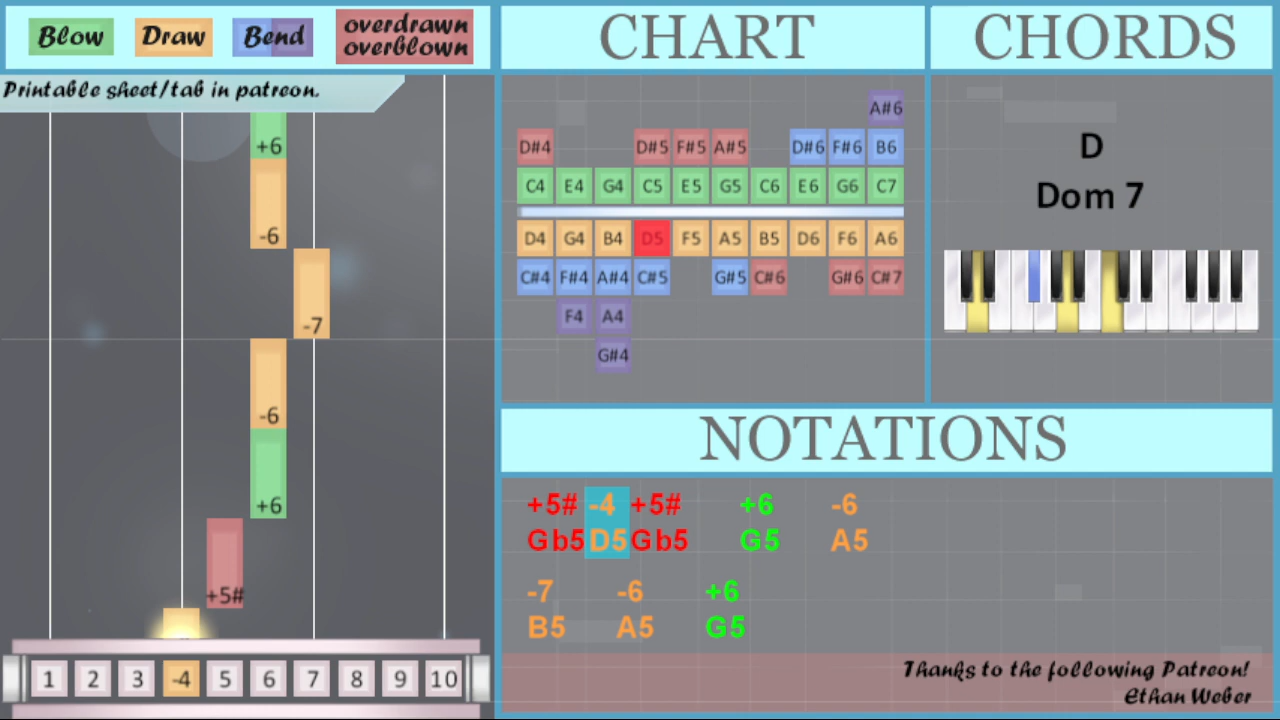 Blow Draw Bend overdrawn
overblown
CHART CHORDS
Printable sheet/tab in patreon.
+6
-6
-7
-6
+6
+5#
1 2 3 -4 5 6 7 8 9 10
A#6
D#4 D#5 F#5 A#5 D#6 F#6 B6
C4 E4 G4 C5 E5 G5 C6 E6 G6 C7
D4 G4 B4 D5 F5 A5 B5 D6 F6 A6
C#4 F#4 A#4 C#5 G#5 C#6 G#6 C#7
F4 A4
G#4
D
Dom 7
NOTATIONS
+5# -4 +5# +6 -6
Gb5 D5 Gb5 G5 A5
-7 -6 +6
B5 A5 G5
Thanks to the following Patreon!
Ethan Weber